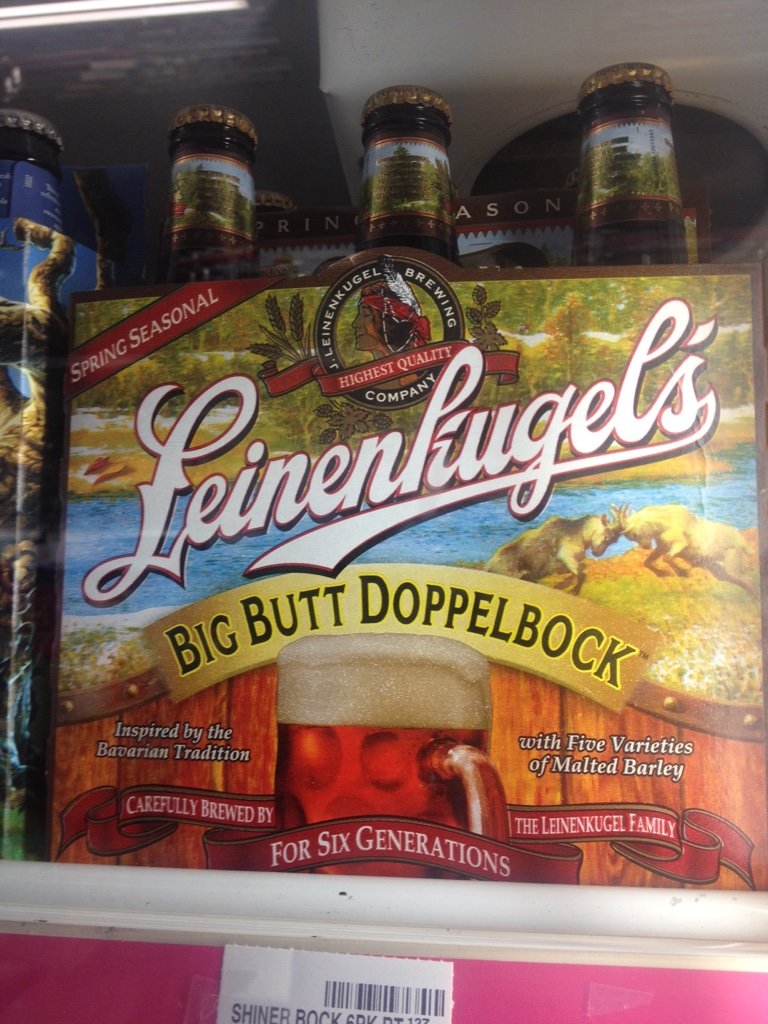 SPRING SEASONAL
J. LEINENKUGEL BREWING
HIGHEST QUALITY
COMPANY
Leinenkugel's
BIG BUTT DOPPELBOCK™
Inspired by the
Bavarian Tradition
with Five Varieties
of Malted Barley
CAREFULLY BREWED BY
THE LEINENKUGEL FAMILY
FOR SIX GENERATIONS
SHINER BOCK 6PK